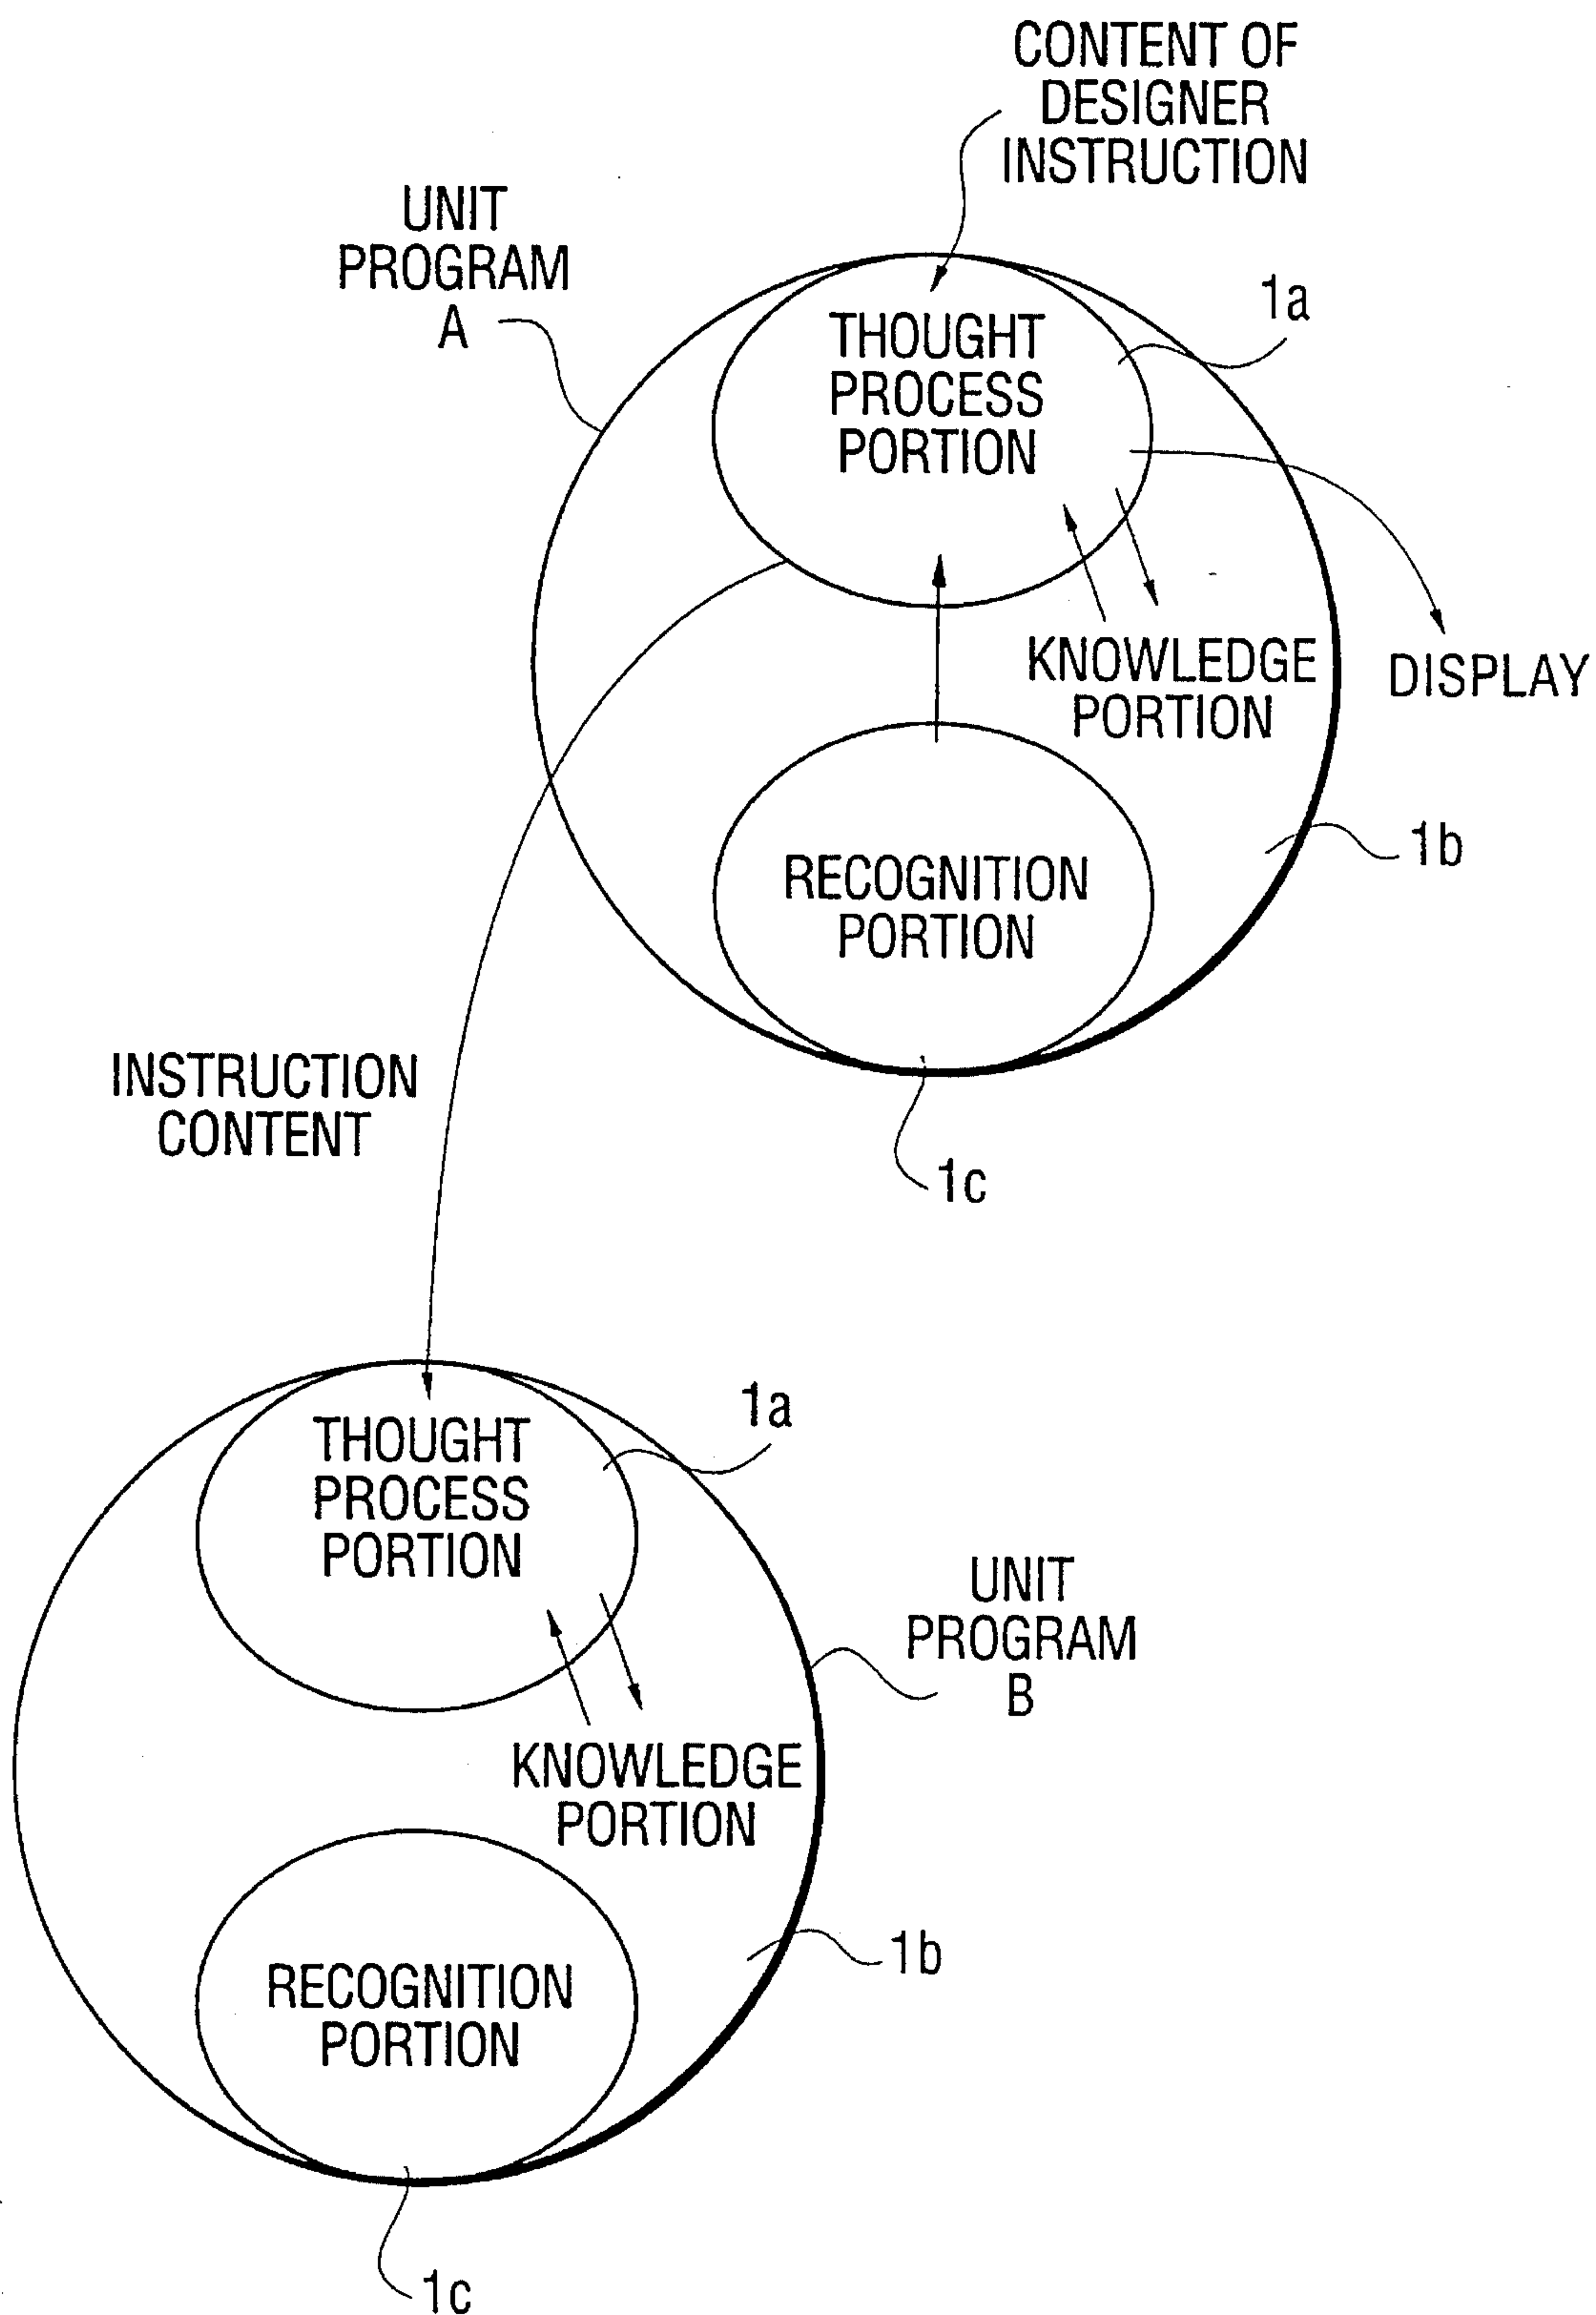 CONTENT OF
DESIGNER
INSTRUCTION
UNIT
PROGRAM
A
1a
THOUGHT
PROCESS
PORTION
KNOWLEDGE
PORTION
DISPLAY
1b
RECOGNITION
PORTION
INSTRUCTION
CONTENT
1c
1a
THOUGHT
PROCESS
PORTION
UNIT
PROGRAM
B
KNOWLEDGE
PORTION
1b
RECOGNITION
PORTION
1c